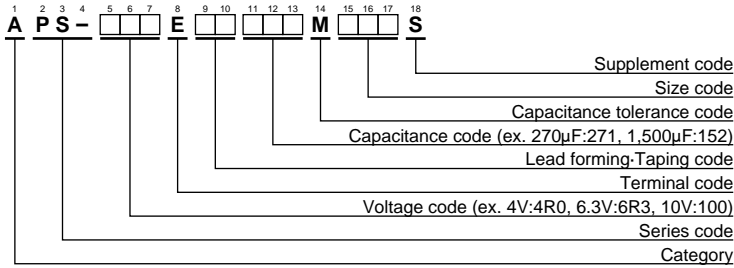 1 2 3 4 5 6 7 8 9 10 11 12 13 14 15 16 17 18
A P S – E M S
Supplement code
Size code
Capacitance tolerance code
Capacitance code (ex. 270µF:271, 1,500µF:152)
Lead forming·Taping code
Terminal code
Voltage code (ex. 4V:4R0, 6.3V:6R3, 10V:100)
Series code
Category